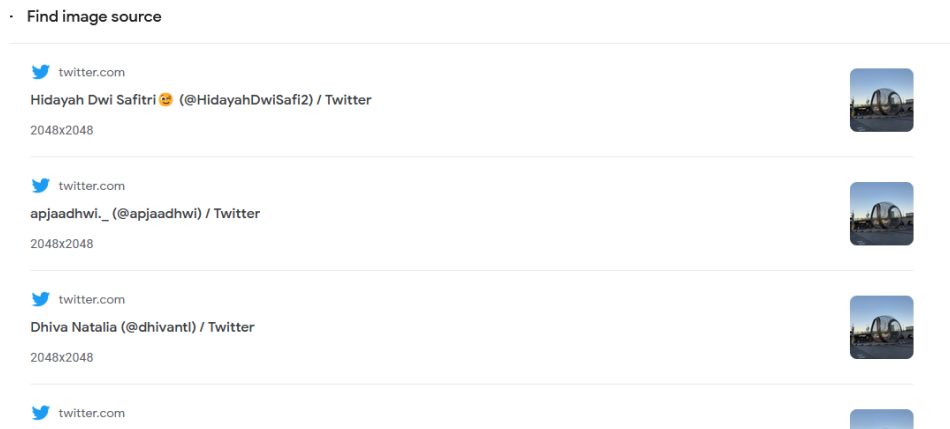 Find image source
twitter.com
Hidayah Dwi Safitri😉 (@HidayahDwiSafi2) / Twitter
2048x2048
twitter.com
apjaadhwi._ (@apjaadhwi) / Twitter
2048x2048
twitter.com
Dhiva Natalia (@dhivantl) / Twitter
2048x2048
twitter.com